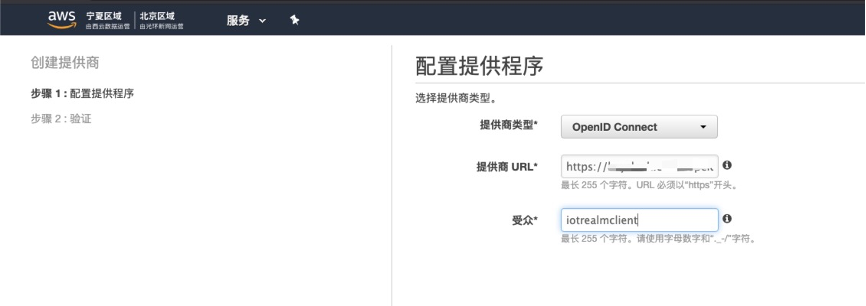 aws 宁夏区域 北京区域
由西云数据运营 由光环新网运营
服务
创建提供商
步骤 1 : 配置提供程序
步骤 2 : 验证
配置提供程序
选择提供商类型。
提供商类型* OpenID Connect
提供商 URL* https://
最长 255 个字符。URL 必须以“https”开头。
受众* iotrealmclient
最长 255 个字符。请使用字母数字和“._-/”字符。